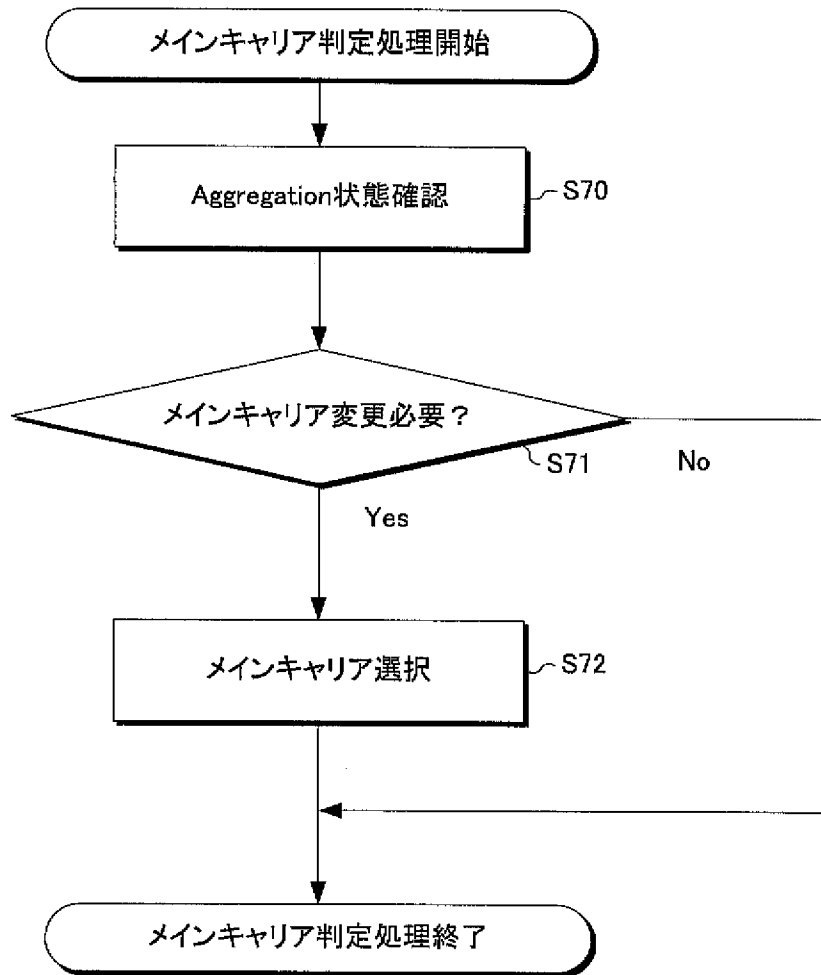 メインキャリア判定処理開始
Aggregation状態確認
S70
メインキャリア変更必要？
S71
No
Yes
メインキャリア選択
S72
メインキャリア判定処理終了